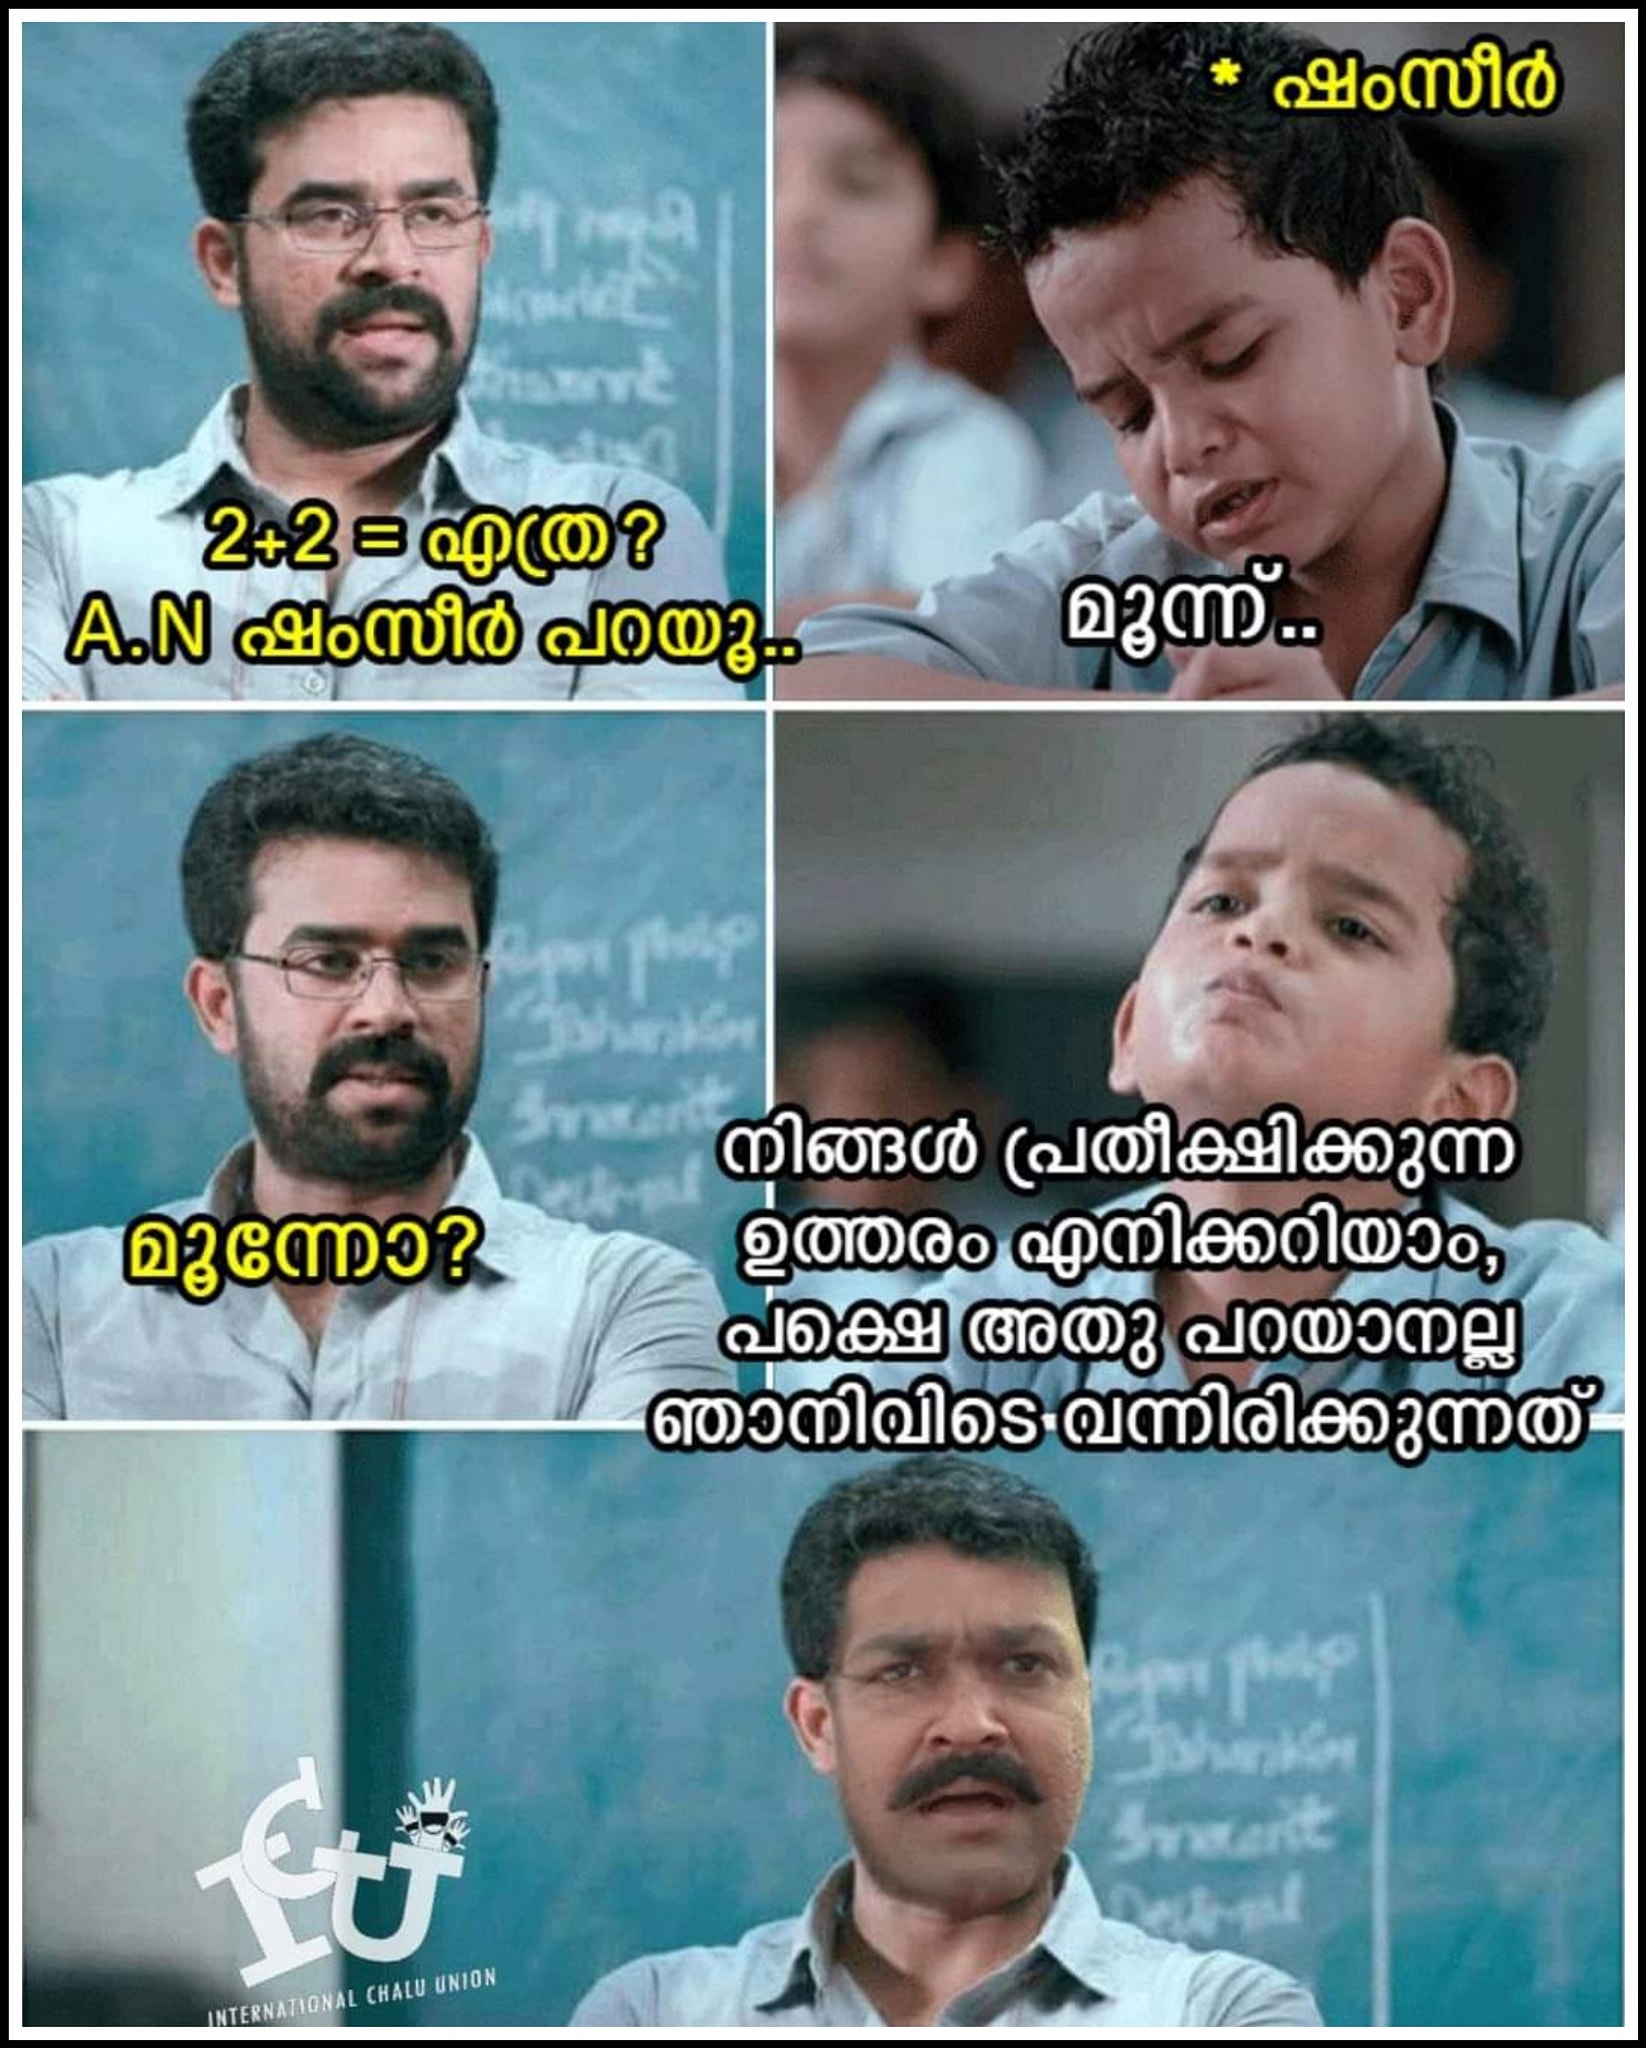 * ഷംസീർ
2+2 = എത്ര?
A.N ഷംസീർ പറയൂ..
മൂന്ന്..
മൂന്നോ?
നിങ്ങൾ പ്രതീക്ഷിക്കുന്ന
ഉത്തരം എനിക്കറിയാം,
പക്ഷെ അതു പറയാനല്ല
ഞാനിവിടെ വന്നിരിക്കുന്നത്
ICU
INTERNATIONAL CHALU UNION